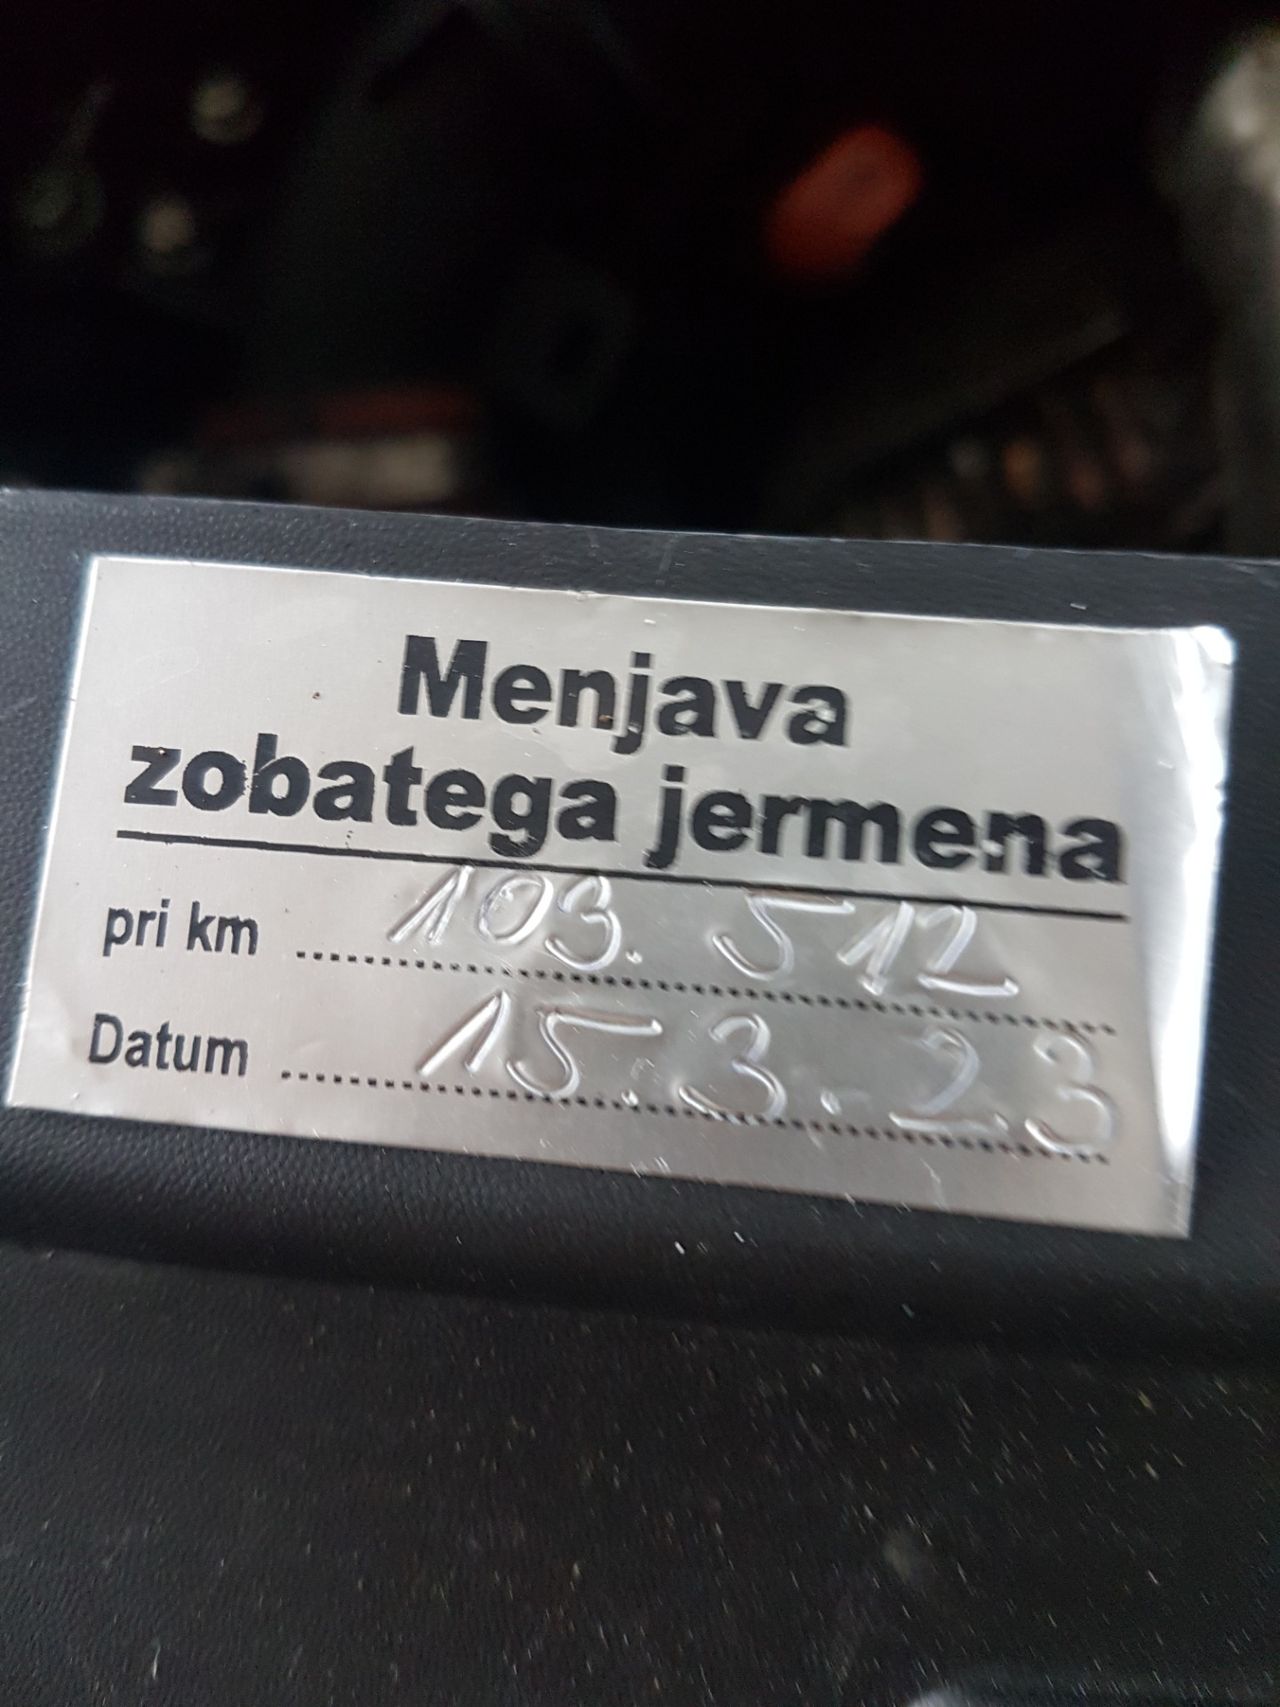 Menjava
zobatega jermena
pri km 103.512
Datum 15.3.23